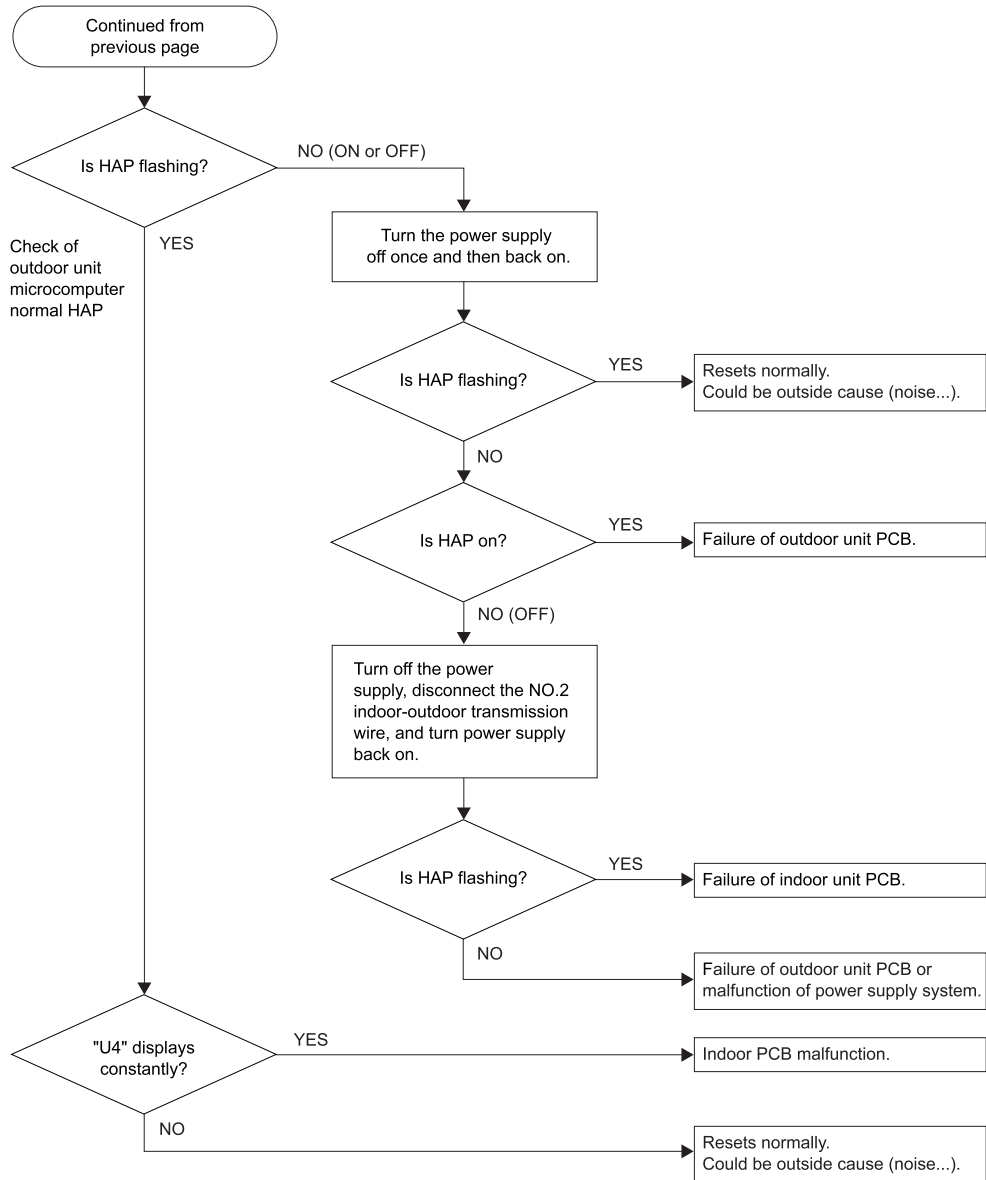 Continued from
previous page
Is HAP flashing?
NO (ON or OFF)
Check of
outdoor unit
microcomputer
normal HAP
YES
Turn the power supply
off once and then back on.
Is HAP flashing?
YES
Resets normally.
Could be outside cause (noise...).
NO
Is HAP on?
YES
Failure of outdoor unit PCB.
NO (OFF)
Turn off the power
supply, disconnect the NO.2
indoor-outdoor transmission
wire, and turn power supply
back on.
Is HAP flashing?
YES
Failure of indoor unit PCB.
NO
Failure of outdoor unit PCB or
malfunction of power supply system.
"U4" displays
constantly?
YES
Indoor PCB malfunction.
NO
Resets normally.
Could be outside cause (noise...).